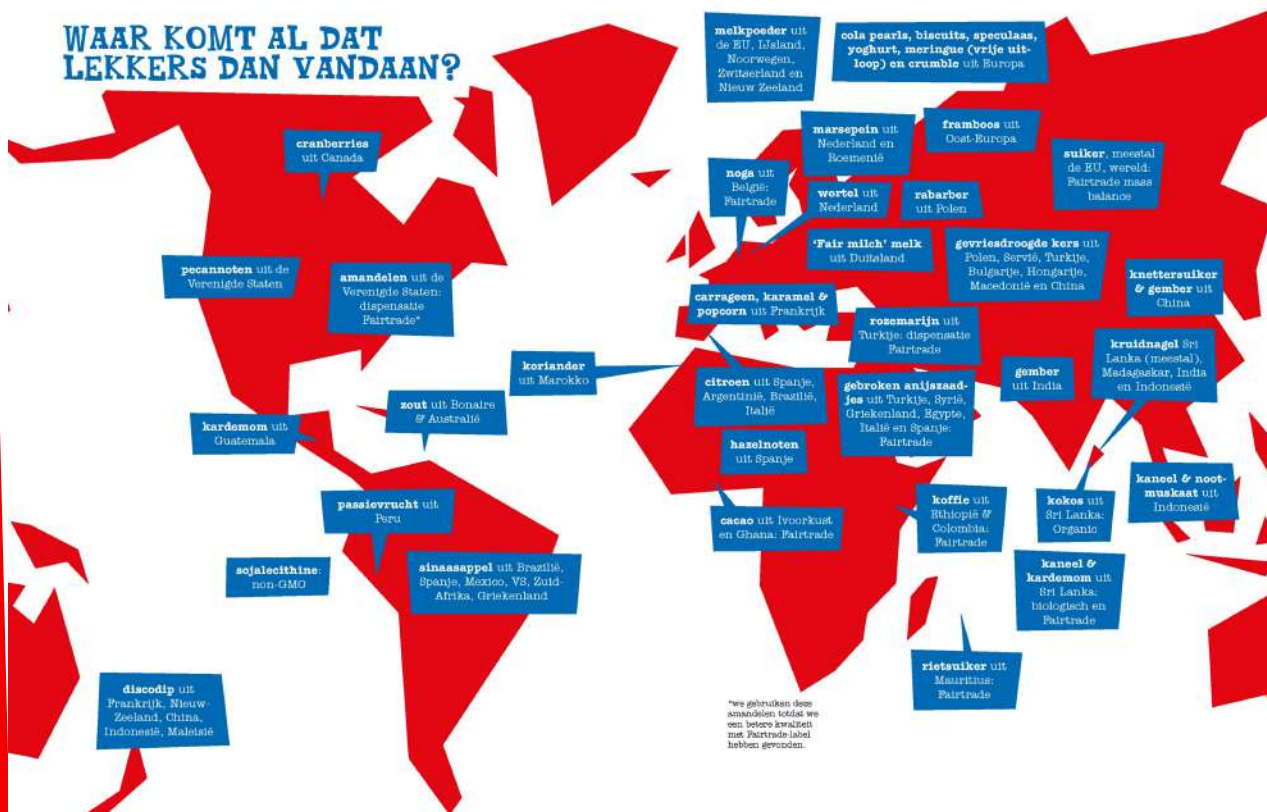 WAAR KOMT AL DAT
LEKKERS DAN VANDAAN?
melkpoeder uit
de EU, IJsland,
Noorwegen,
Zwitserland en
Nieuw Zeeland
cola pearls, biscuits, speculaas,
yoghurt, meringue (vrije uit-
loop) en crumble uit Europa
cranberries
uit Canada
marsepein uit
Nederland en
Roemenië
framboos uit
Oost-Europa
suiker, meestal
de EU, wereld:
Fairtrade mass
balance
noga uit
België:
Fairtrade
wortel uit
Nederland
rabarber
uit Polen
'Fair milch' melk
uit Duitsland
gevriesdroogde kers uit
Polen, Servië, Turkije,
Bulgarije, Hongarije,
Macedonië en China
knettersuiker
& gember uit
China
pecannoten uit de
Verenigde Staten
amandelen uit de
Verenigde Staten:
dispensatie
Fairtrade*
carrageen, karamel &
popcorn uit Frankrijk
rozemarijn uit
Turkije: dispensatie
Fairtrade
kruidnagel Sri
Lanka (meestal),
Madagaskar, India
en Indonesië
koriander
uit Marokko
citroen uit Spanje,
Argentinië, Brazilië,
Italië
gebroken anijszaad-
jes uit Turkije, Syrië,
Griekenland, Egypte,
Italië en Spanje:
Fairtrade
gember
uit India
zout uit Bonaire
& Australië
kardemom uit
Guatemala
hazelnoten
uit Spanje
passievrucht uit
Peru
cacao uit Ivoorkust
en Ghana: Fairtrade
koffie uit
Ethiopië &
Colombia:
Fairtrade
kokos uit
Sri Lanka:
Organic
kaneel & noot-
muskaat uit
Indonesië
sojalecithine:
non-GMO
sinaasappel uit Brazilië,
Spanje, Mexico, VS, Zuid-
Afrika, Griekenland
kaneel &
kardemom uit
Sri Lanka:
biologisch en
Fairtrade
rietsuiker uit
Mauritius:
Fairtrade
discodip uit
Frankrijk, Nieuw-
Zeeland, China,
Indonesië, Maleisië
*we gebruiken deze
amandelen totdat we
een betere kwaliteit
met Fairtrade-label
hebben gevonden.